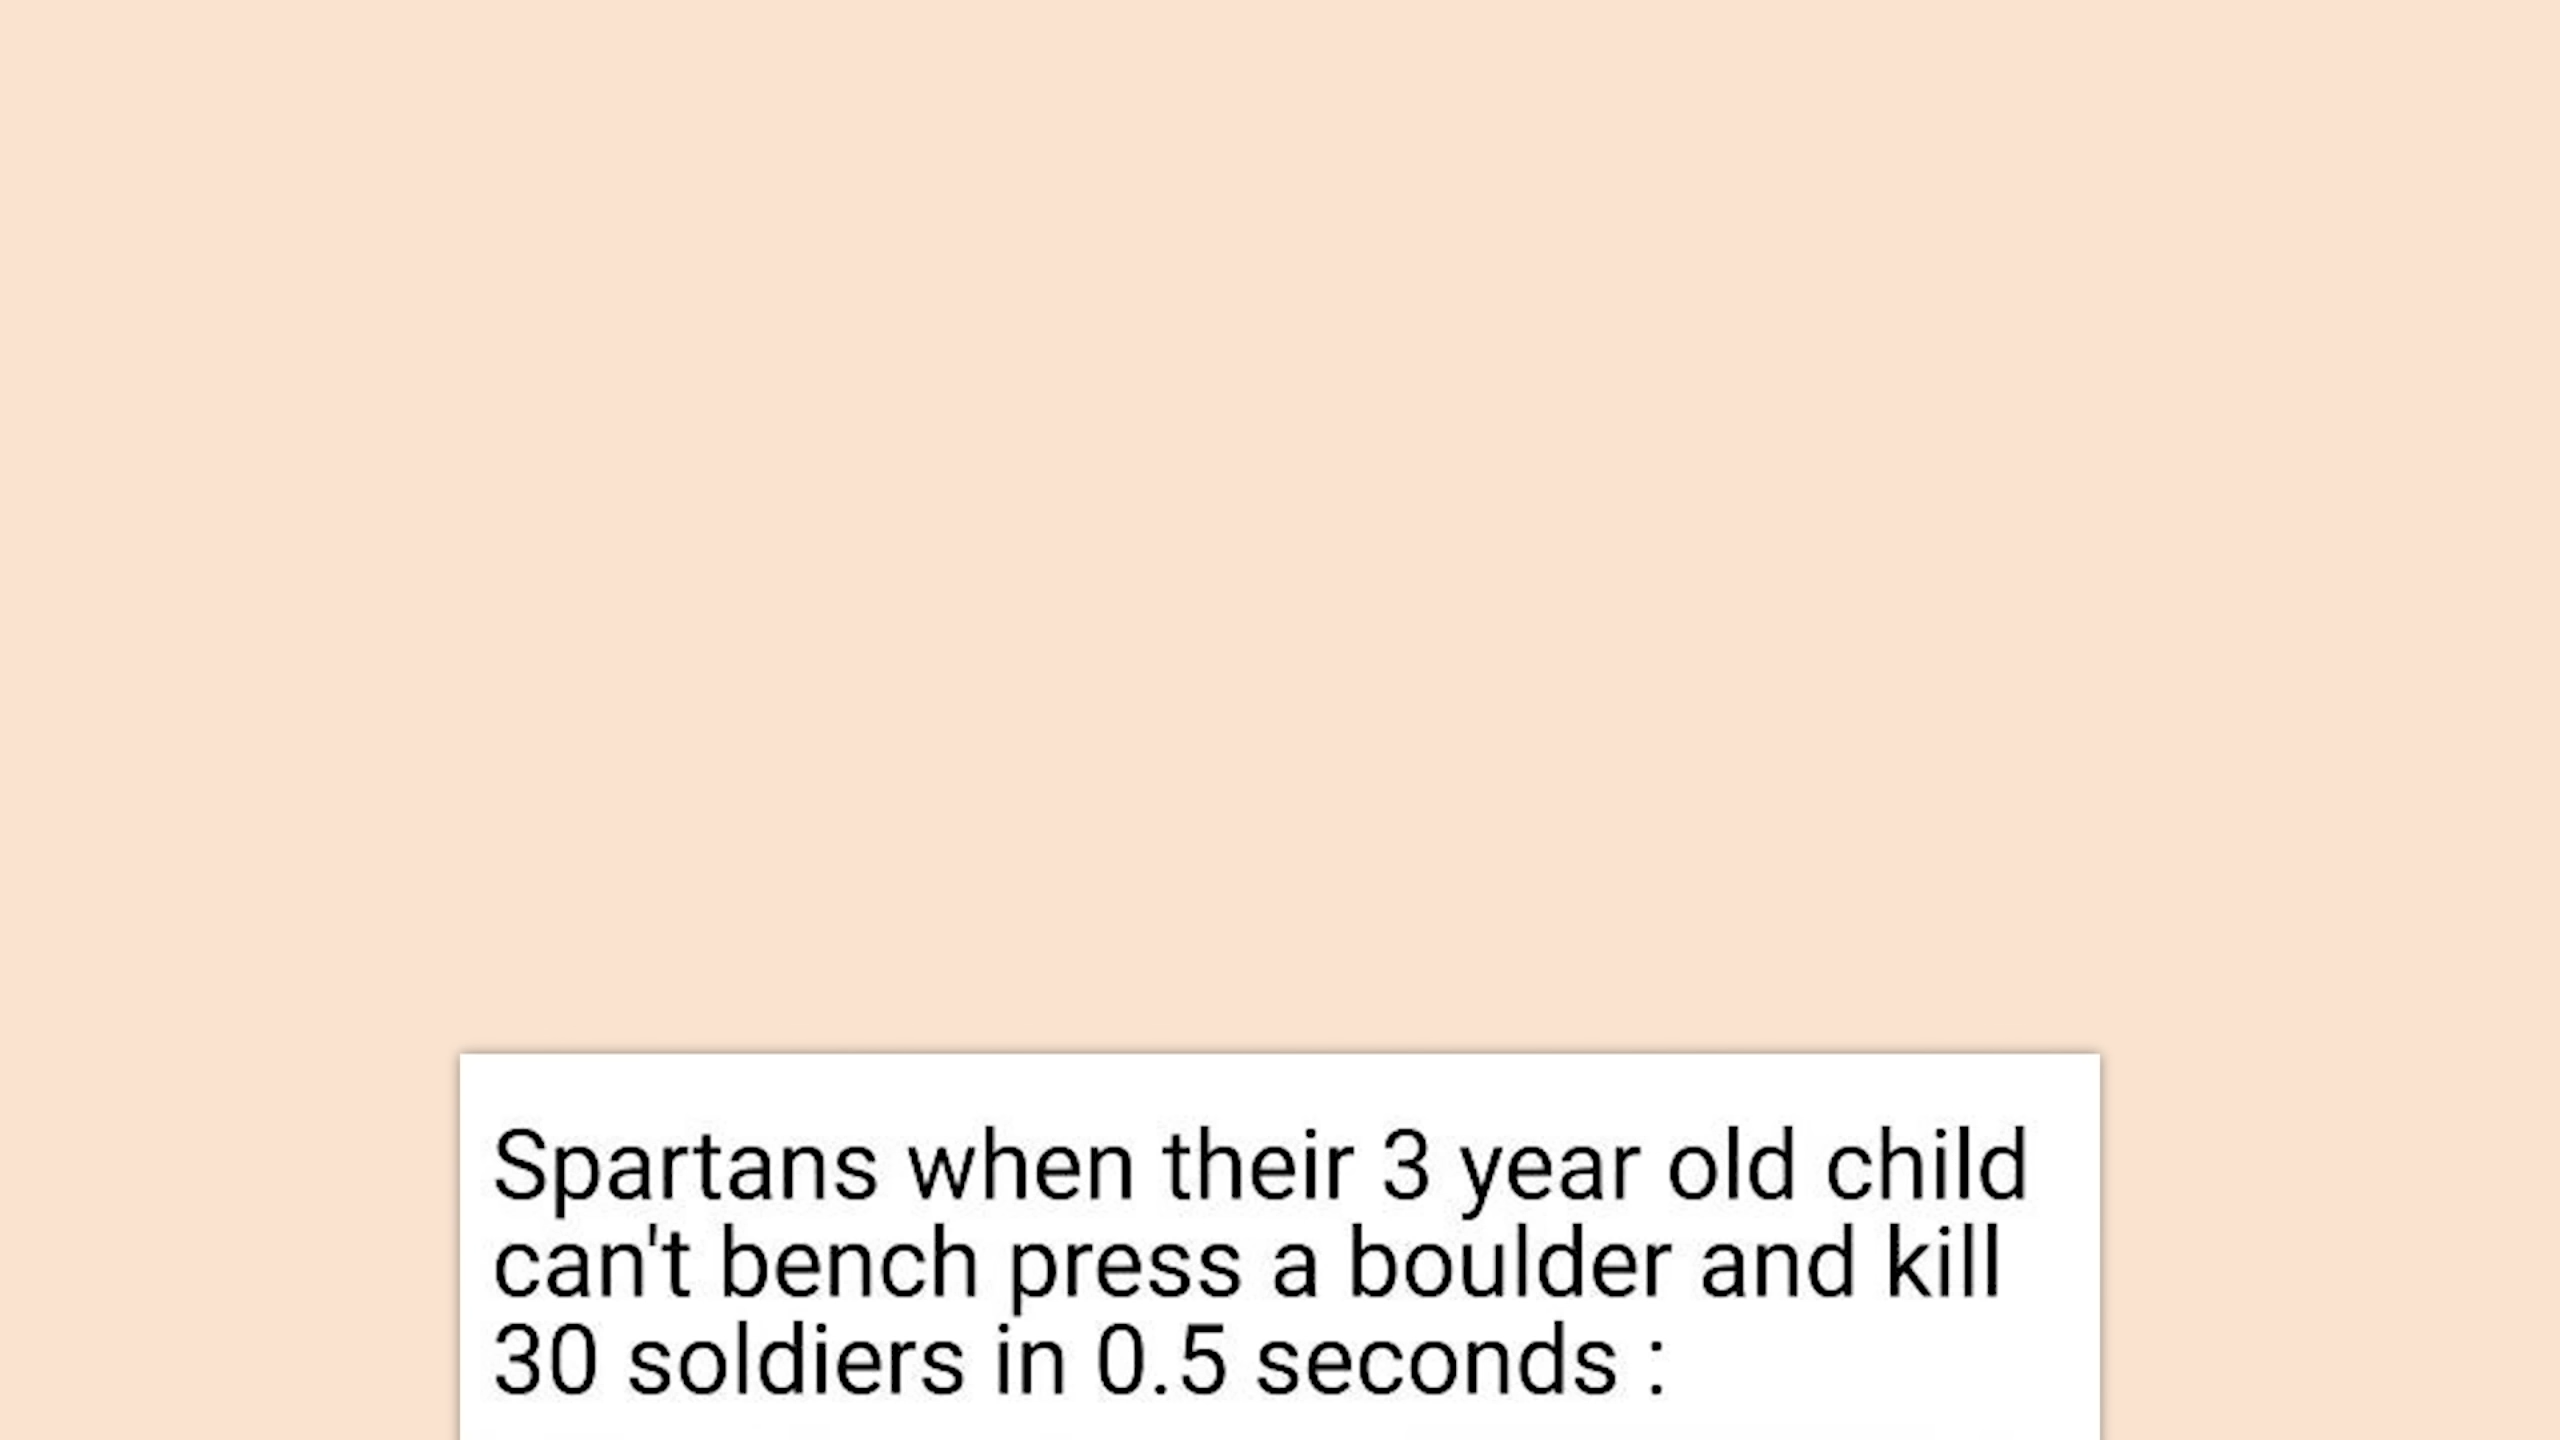 Spartans when their 3 year old child
can't bench press a boulder and kill
30 soldiers in 0.5 seconds :